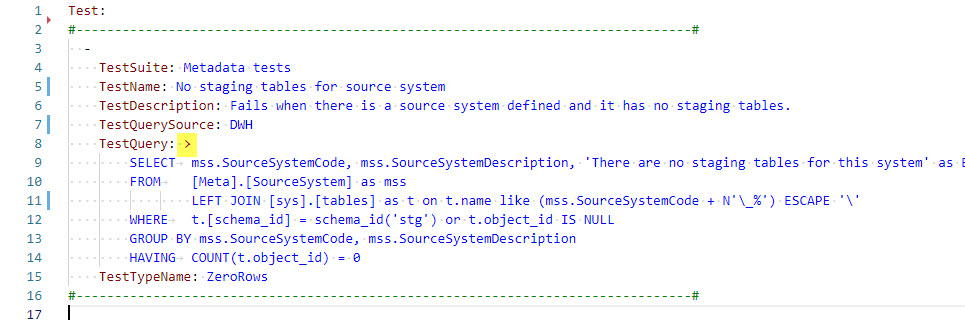 1 Test:
2 #--------------------------------------------------------------------------------#
3 -
4 TestSuite: Metadata tests
5 TestName: No staging tables for source system
6 TestDescription: Fails when there is a source system defined and it has no staging tables.
7 TestQuerySource: DWH
8 TestQuery: >
9 SELECT mss.SourceSystemCode, mss.SourceSystemDescription, 'There are no staging tables for this system' as
10 FROM [Meta].[SourceSystem] as mss
11 LEFT JOIN [sys].[tables] as t on t.name like (mss.SourceSystemCode + N'\_%') ESCAPE '\'
12 WHERE t.[schema_id] = schema_id('stg') or t.object_id IS NULL
13 GROUP BY mss.SourceSystemCode, mss.SourceSystemDescription
14 HAVING COUNT(t.object_id) = 0
15 TestTypeName: ZeroRows
16 #--------------------------------------------------------------------------------#
17